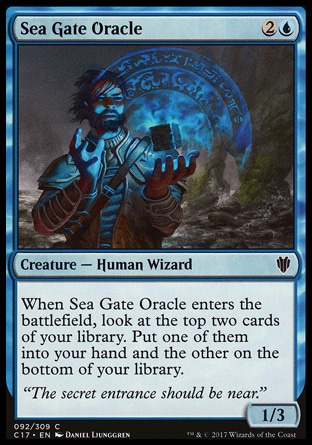 Sea Gate Oracle 2
Creature — Human Wizard
When Sea Gate Oracle enters the
battlefield, look at the top two cards
of your library. Put one of them
into your hand and the other on the
bottom of your library.
“The secret entrance should be near.”
1/3
092/309 C
C17 • EN Daniel Ljunggren
™ & © 2017 Wizards of the Coast